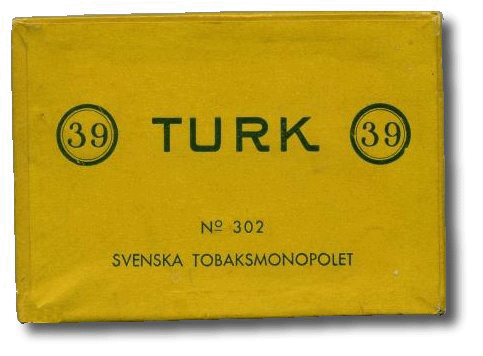 39 TURK 39
Nº 302
SVENSKA TOBAKSMONOPOLET